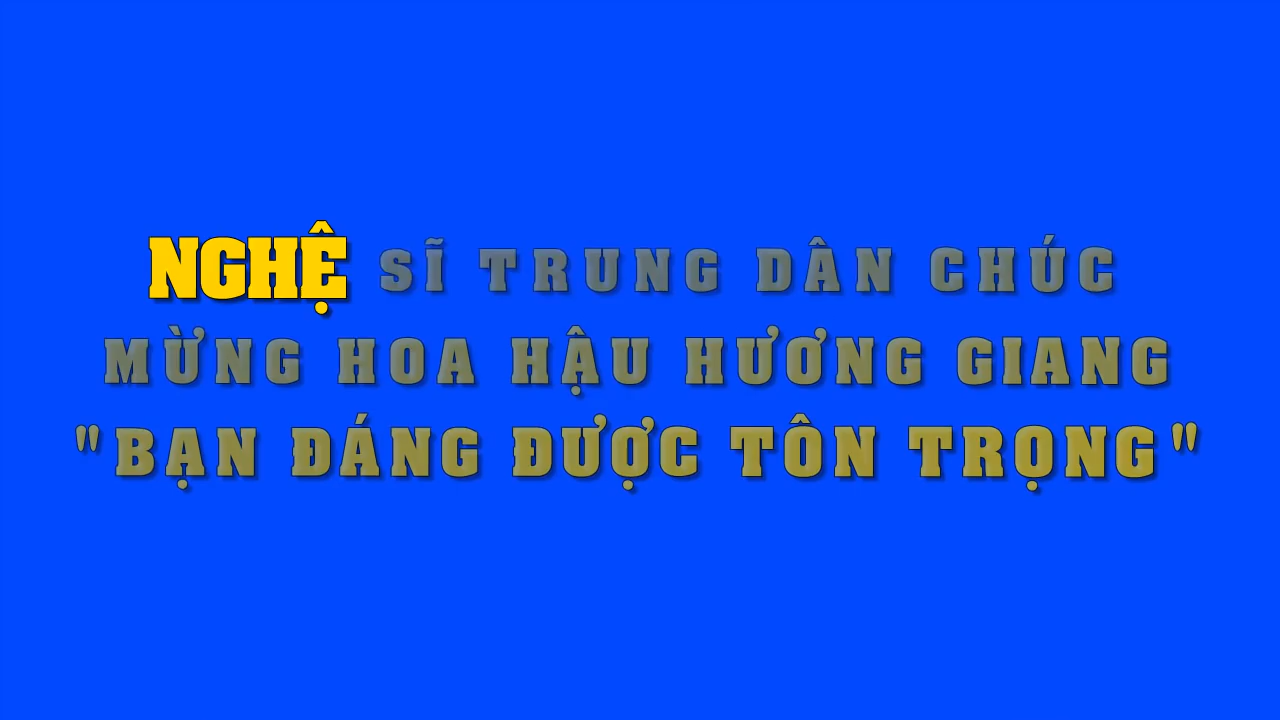 NGHỆ SĨ TRUNG DÂN CHÚC
MỪNG HOA HẬU HƯƠNG GIANG
"BẠN ĐÁNG ĐƯỢC TÔN TRỌNG"